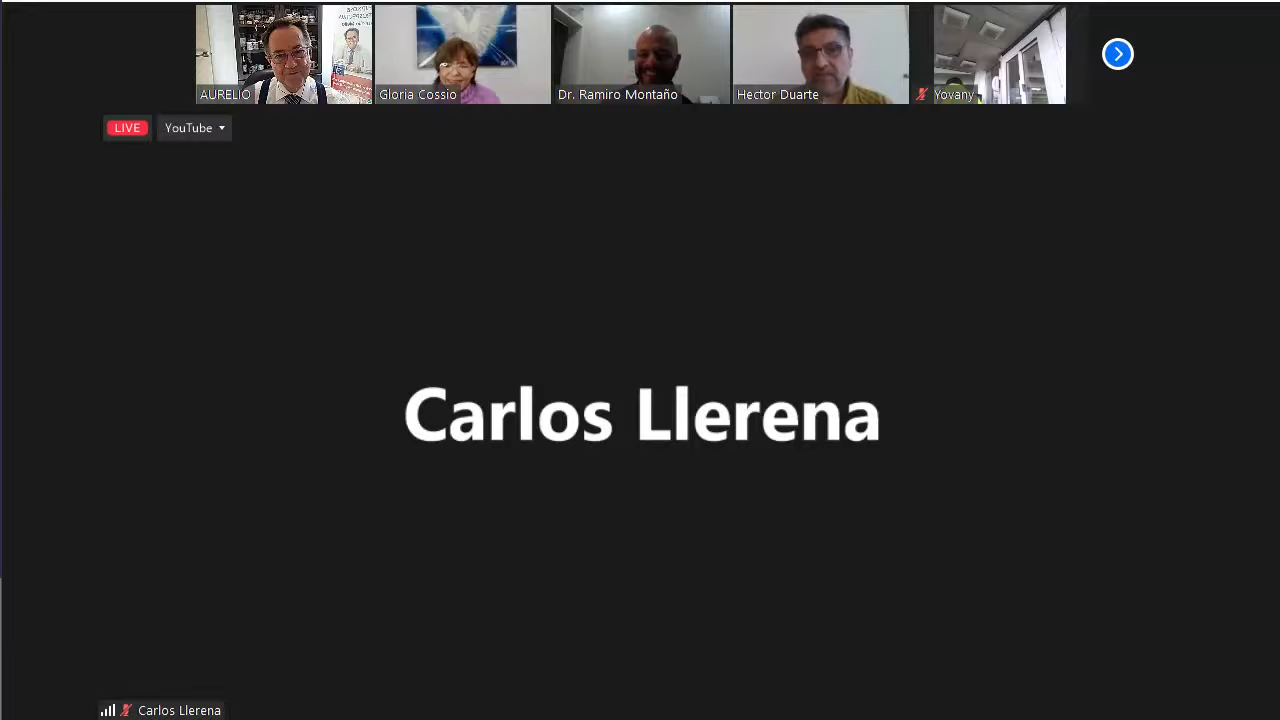 AURELIO
Gloria Cossio
Dr. Ramiro Montaño
Hector Duarte
Yovany
LIVE
YouTube
Carlos Llerena
Carlos Llerena